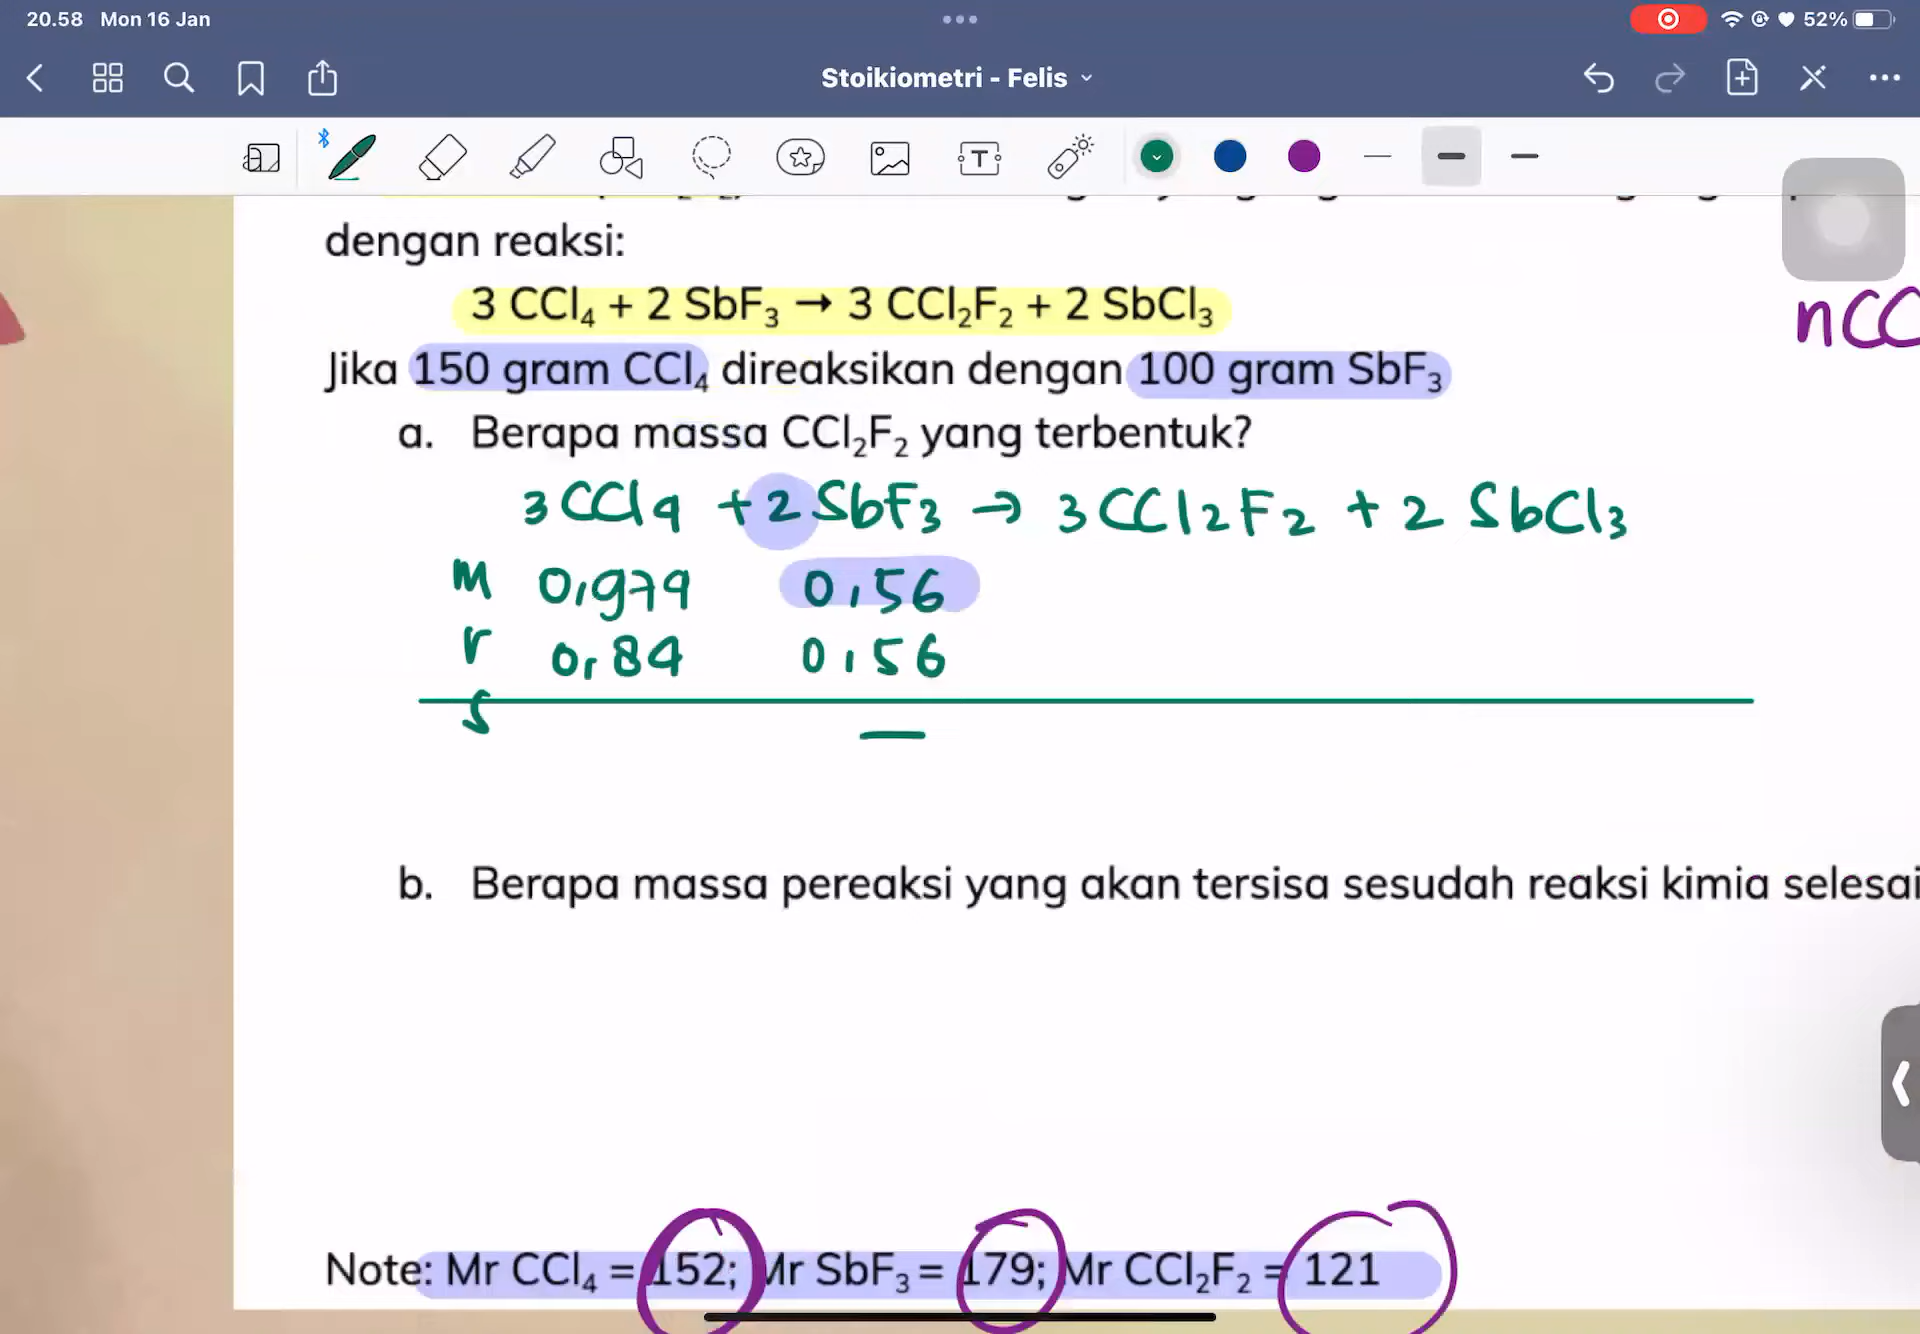 20.58 Mon 16 Jan
52%
Stoikiometri - Felis
dengan reaksi:
3 CCl₄ + 2 SbF₃ → 3 CCl₂F₂ + 2 SbCl₃
nCC
Jika 150 gram CCl₄ direaksikan dengan 100 gram SbF₃
a. Berapa massa CCl₂F₂ yang terbentuk?
3 CCl4 + 2 SbF3 → 3 CCl2F2 + 2 SbCl3
m 0,979 0,56
r 0,84 0,56
s —
b. Berapa massa pereaksi yang akan tersisa sesudah reaksi kimia selesai
Note: Mr CCl₄ = 152; Mr SbF₃ = 179; Mr CCl₂F₂ = 121